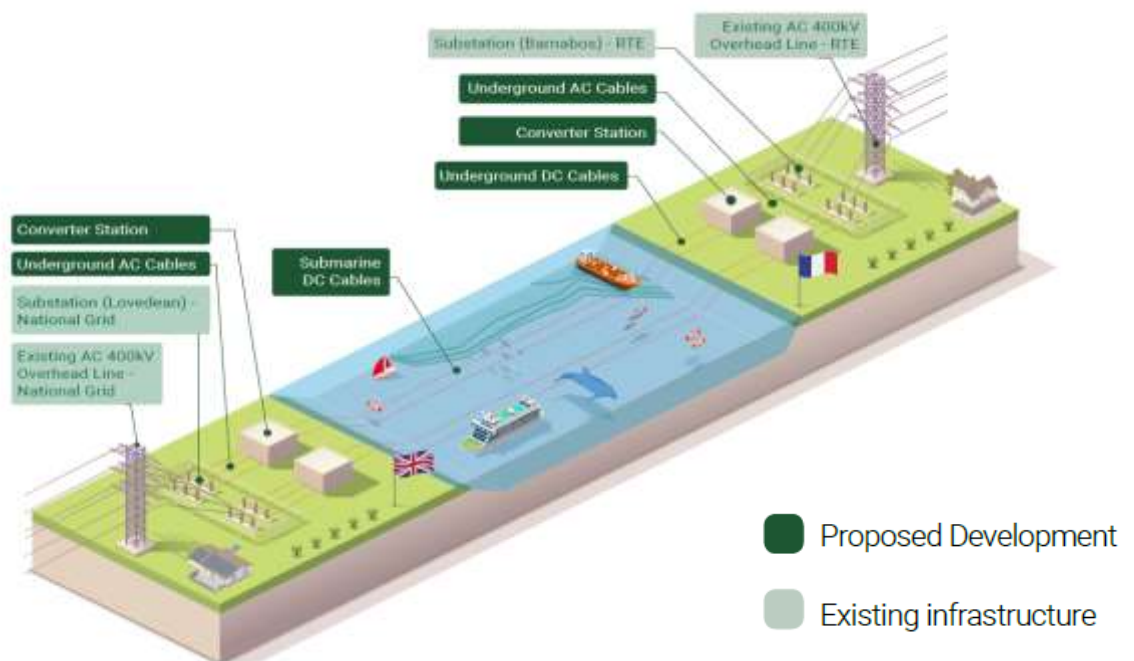 Substation (Barnabos) - RTE
Existing AC 400kV
Overhead Line - RTE
Underground AC Cables
Converter Station
Underground DC Cables
Converter Station
Underground AC Cables
Submarine
DC Cables
Substation (Lovedean) -
National Grid
Existing AC 400kV
Overhead Line -
National Grid
Proposed Development
Existing infrastructure